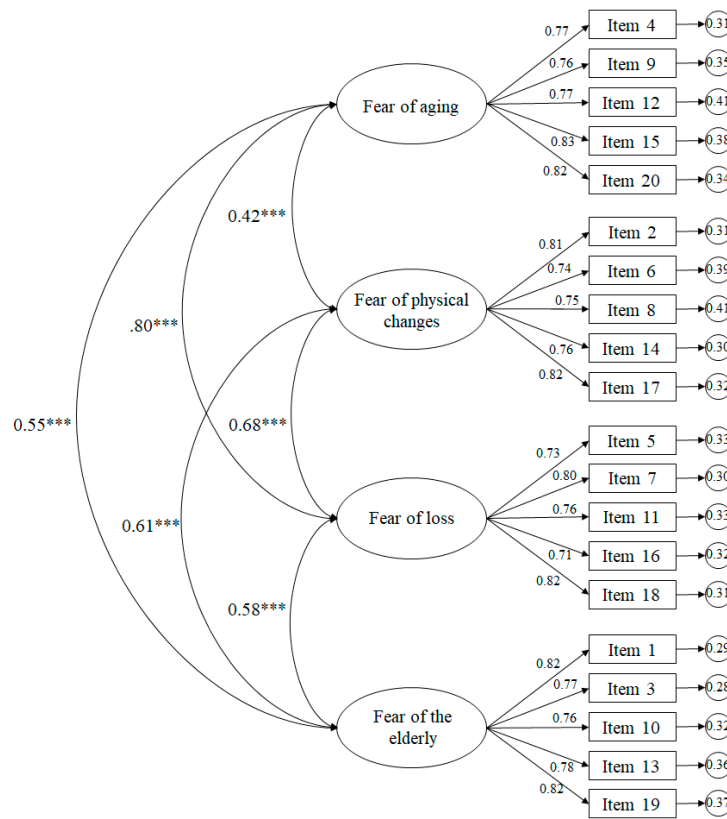 0.77
0.76
0.77
0.83
0.82
Fear of aging
Item 4
0.31
Item 9
0.35
Item 12
0.41
Item 15
0.38
Item 20
0.34
0.42***
0.81
0.74
0.75
0.76
0.82
Fear of physical
changes
Item 2
0.31
Item 6
0.39
Item 8
0.41
Item 14
0.30
Item 17
0.32
.80***
0.55***
0.68***
0.73
0.80
0.76
0.71
0.82
Fear of loss
Item 5
0.33
Item 7
0.30
Item 11
0.33
Item 16
0.32
Item 18
0.31
0.61***
0.58***
0.82
0.77
0.76
0.78
0.82
Fear of the
elderly
Item 1
0.29
Item 3
0.28
Item 10
0.32
Item 13
0.36
Item 19
0.37